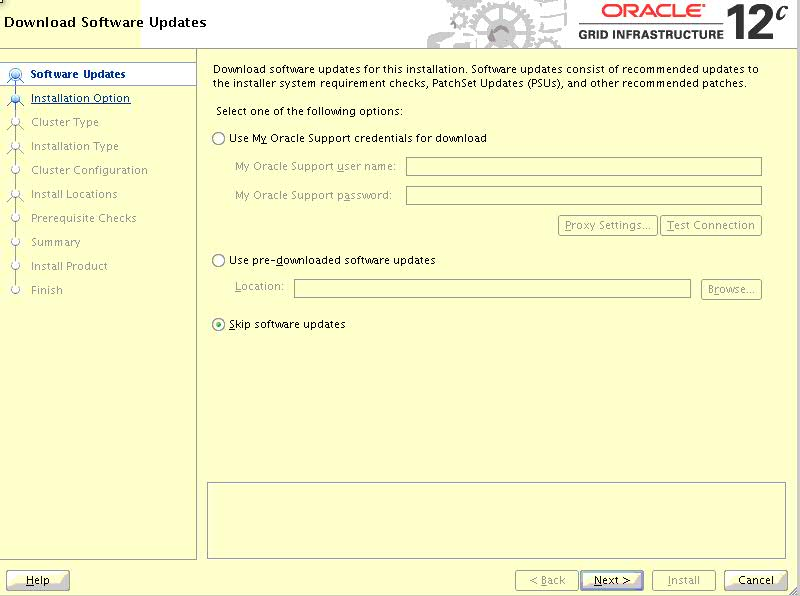 Download Software Updates
ORACLE
GRID INFRASTRUCTURE
12c
Software Updates
Installation Option
Cluster Type
Installation Type
Cluster Configuration
Install Locations
Prerequisite Checks
Summary
Install Product
Finish
Download software updates for this installation. Software updates consist of recommended updates to
the installer system requirement checks, PatchSet Updates (PSUs), and other recommended patches.
Select one of the following options:
Use My Oracle Support credentials for download
My Oracle Support user name:
My Oracle Support password:
Proxy Settings... Test Connection
Use pre-downloaded software updates
Location: Browse...
Skip software updates
Help < Back Next > Install Cancel